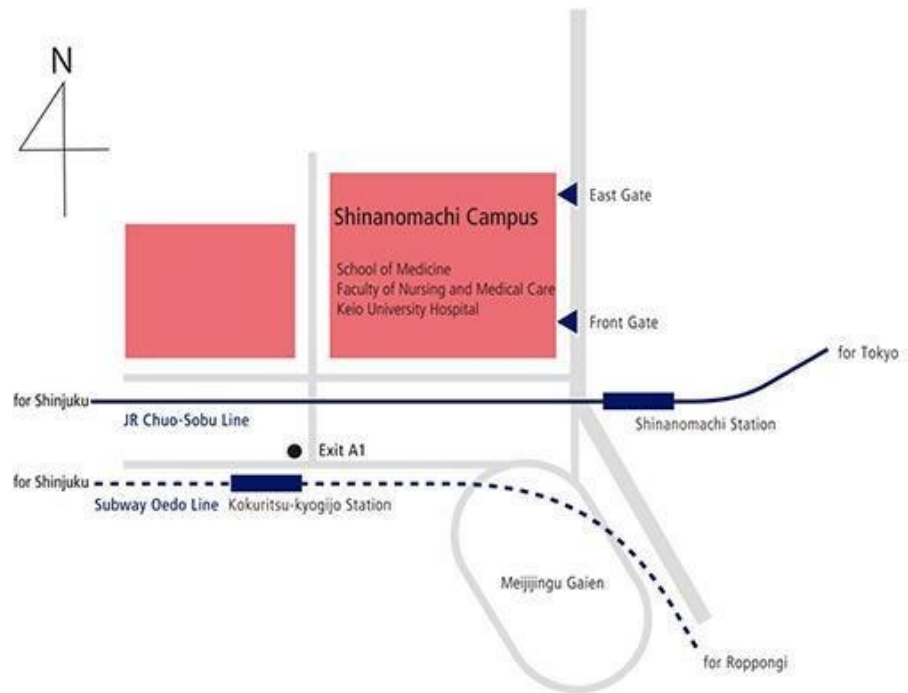 N
East Gate
Shinanomachi Campus
School of Medicine
Faculty of Nursing and Medical Care
Keio University Hospital
Front Gate
for Tokyo
for Shinjuku
JR Chuo-Sobu Line
Shinanomachi Station
Exit A1
for Shinjuku
Subway Oedo Line
Kokuritsu-kyogijo Station
Meijijingu Gaien
for Roppongi